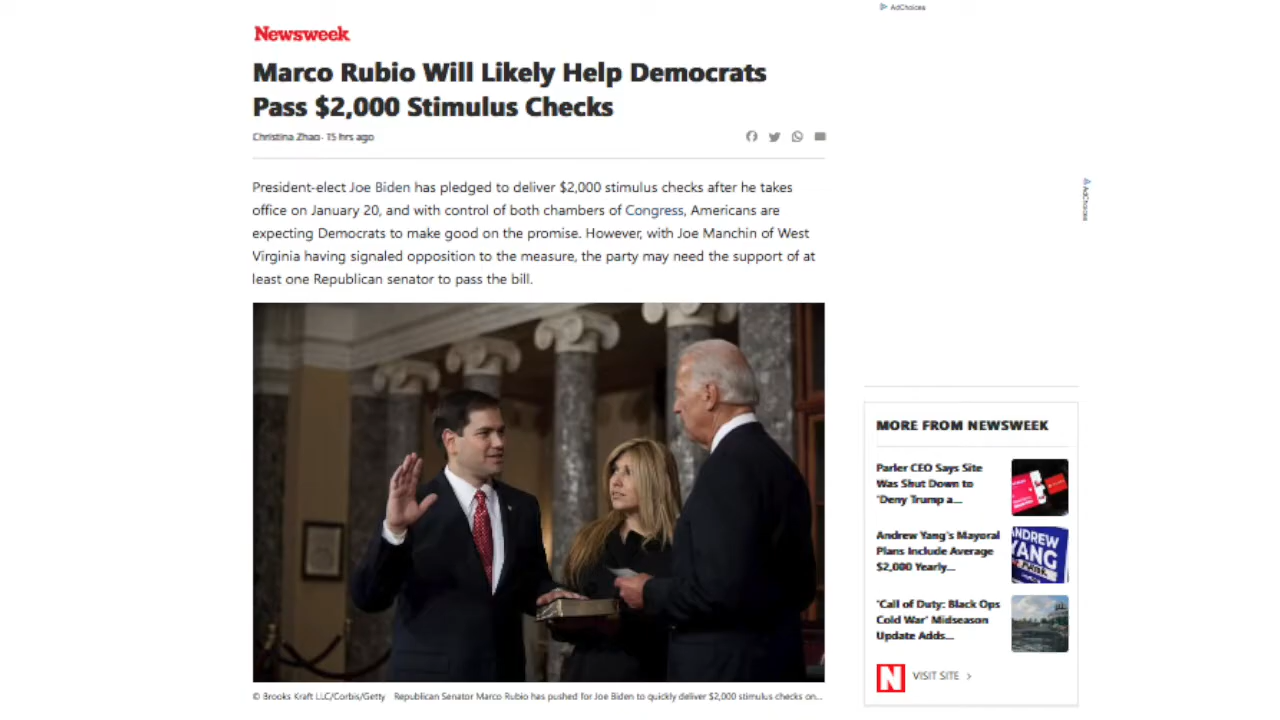 AdChoices
Newsweek
Marco Rubio Will Likely Help Democrats
Pass $2,000 Stimulus Checks
Christina Zhao· 15 hrs ago
President-elect Joe Biden has pledged to deliver $2,000 stimulus checks after he takes
office on January 20, and with control of both chambers of Congress, Americans are
expecting Democrats to make good on the promise. However, with Joe Manchin of West
Virginia having signaled opposition to the measure, the party may need the support of at
least one Republican senator to pass the bill.
© Brooks Kraft LLC/Corbis/Getty Republican Senator Marco Rubio has pushed for Joe Biden to quickly deliver $2,000 stimulus checks on...
AdChoices
MORE FROM NEWSWEEK
Parler CEO Says Site
Was Shut Down to
'Deny Trump a...
Andrew Yang's Mayoral
Plans Include Average
$2,000 Yearly...
ANDREW
YANG
'Call of Duty: Black Ops
Cold War' Midseason
Update Adds...
N VISIT SITE >